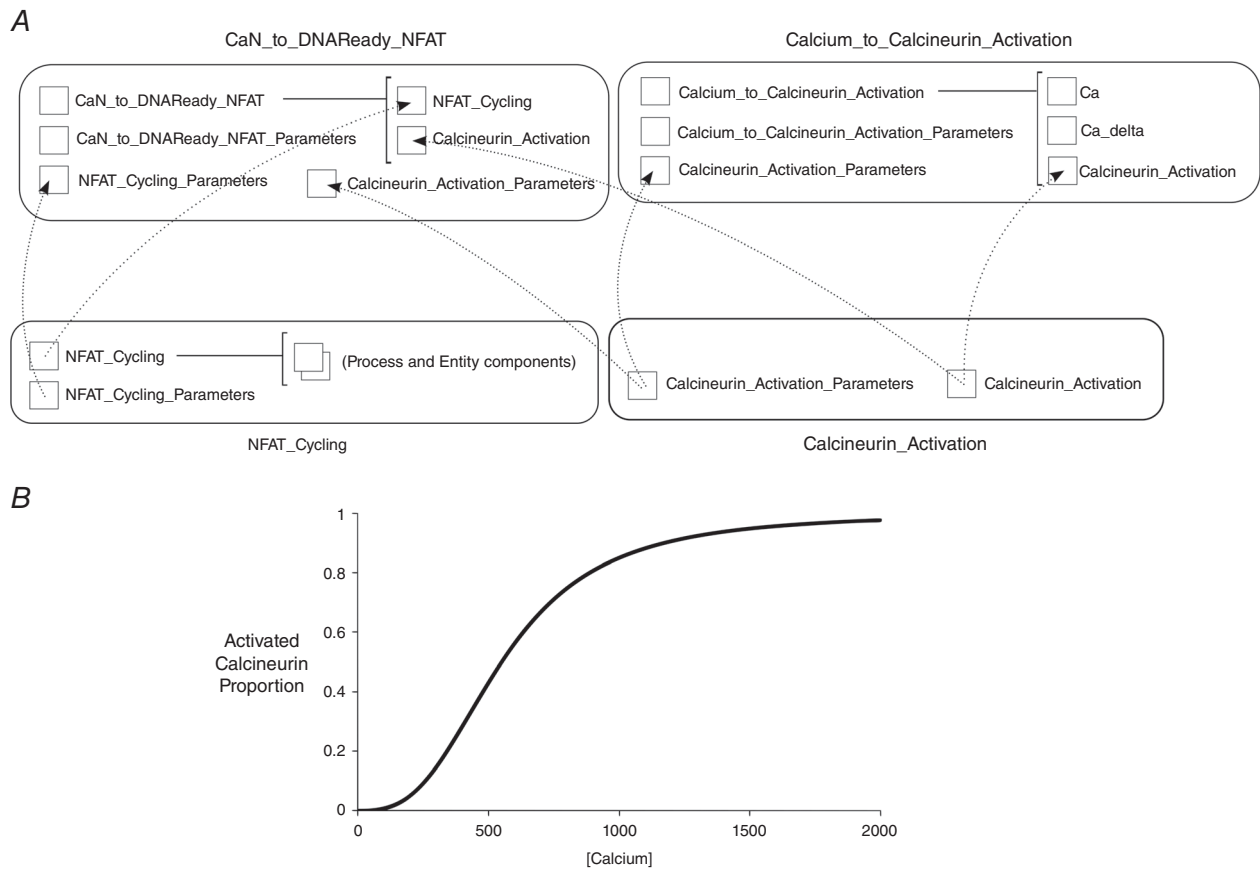 A
CaN_to_DNAReady_NFAT
Calcium_to_Calcineurin_Activation
CaN_to_DNAReady_NFAT
NFAT_Cycling
CaN_to_DNAReady_NFAT_Parameters
Calcineurin_Activation
NFAT_Cycling_Parameters
Calcineurin_Activation_Parameters
Calcium_to_Calcineurin_Activation
Ca
Calcium_to_Calcineurin_Activation_Parameters
Ca_delta
Calcineurin_Activation_Parameters
Calcineurin_Activation
NFAT_Cycling
(Process and Entity components)
NFAT_Cycling_Parameters
NFAT_Cycling
Calcineurin_Activation_Parameters
Calcineurin_Activation
Calcineurin_Activation
B
1
0.8
0.6
0.4
0.2
0
Activated
Calcineurin
Proportion
0
500
1000
1500
2000
[Calcium]